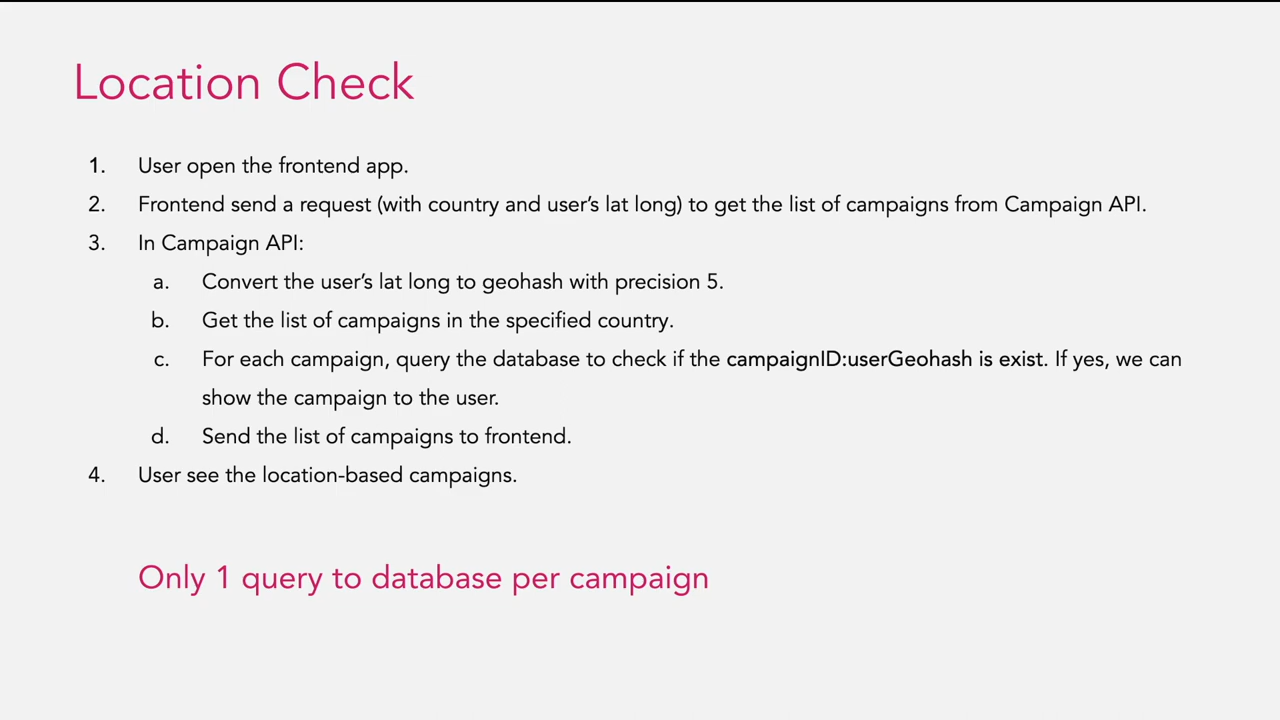 Location Check
1. User open the frontend app.
2. Frontend send a request (with country and user's lat long) to get the list of campaigns from Campaign API.
3. In Campaign API:
a. Convert the user's lat long to geohash with precision 5.
b. Get the list of campaigns in the specified country.
c. For each campaign, query the database to check if the campaignID:userGeohash is exist. If yes, we can
show the campaign to the user.
d. Send the list of campaigns to frontend.
4. User see the location-based campaigns.
Only 1 query to database per campaign